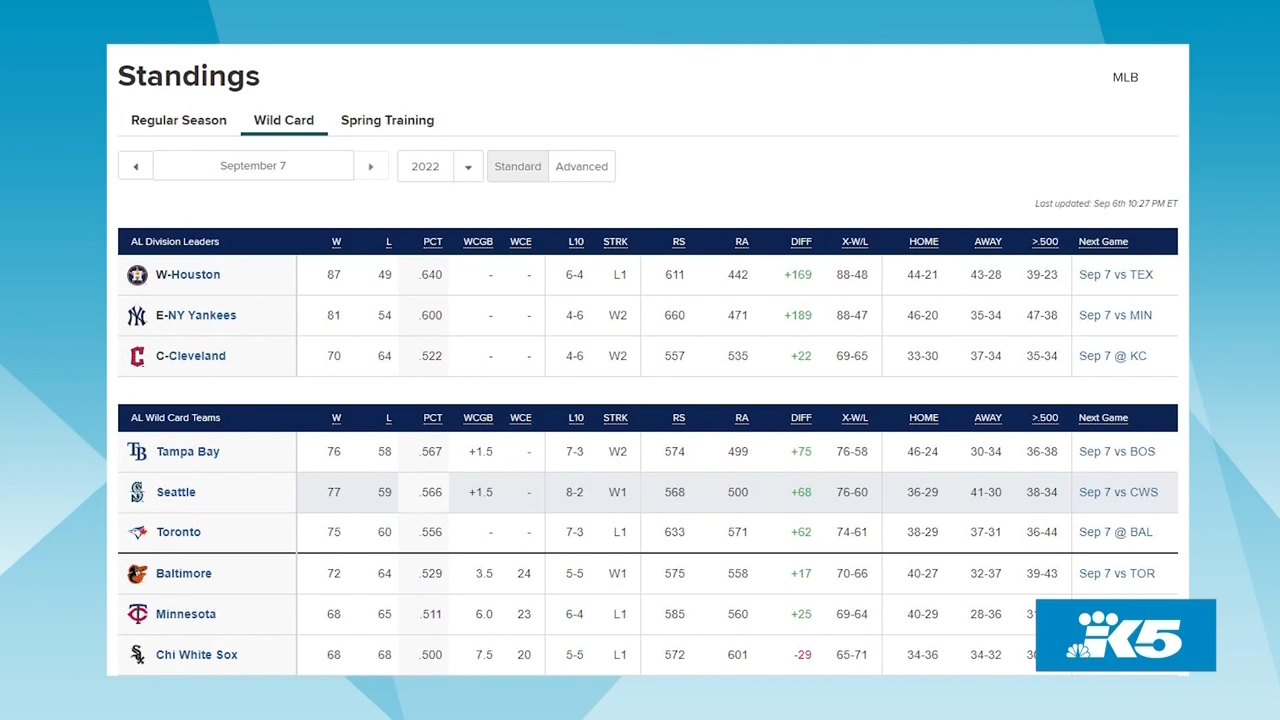 Standings
MLB
Regular Season Wild Card Spring Training
September 7 2022 Standard Advanced
Last updated: Sep 6th 10:27 PM ET
AL Division Leaders W L PCT WCGB WCE L10 STRK RS RA DIFF X-W/L HOME AWAY >.500 Next Game
W-Houston 87 49 .640 - - 6-4 L1 611 442 +169 88-48 44-21 43-28 39-23 Sep 7 vs TEX
E-NY Yankees 81 54 .600 - - 4-6 W2 660 471 +189 88-47 46-20 35-34 47-38 Sep 7 vs MIN
C-Cleveland 70 64 .522 - - 4-6 W2 557 535 +22 69-65 33-30 37-34 35-34 Sep 7 @ KC
AL Wild Card Teams W L PCT WCGB WCE L10 STRK RS RA DIFF X-W/L HOME AWAY >.500 Next Game
Tampa Bay 76 58 .567 +1.5 - 7-3 W2 574 499 +75 76-58 46-24 30-34 36-38 Sep 7 vs BOS
Seattle 77 59 .566 +1.5 - 8-2 W1 568 500 +68 76-60 36-29 41-30 38-34 Sep 7 vs CWS
Toronto 75 60 .556 - - 7-3 L1 633 571 +62 74-61 38-29 37-31 36-44 Sep 7 @ BAL
Baltimore 72 64 .529 3.5 24 5-5 W1 575 558 +17 70-66 40-27 32-37 39-43 Sep 7 vs TOR
Minnesota 68 65 .511 6.0 23 6-4 L1 585 560 +25 69-64 40-29 28-36
Chi White Sox 68 68 .500 7.5 20 5-5 L1 572 601 -29 65-71 34-36 34-32
K5